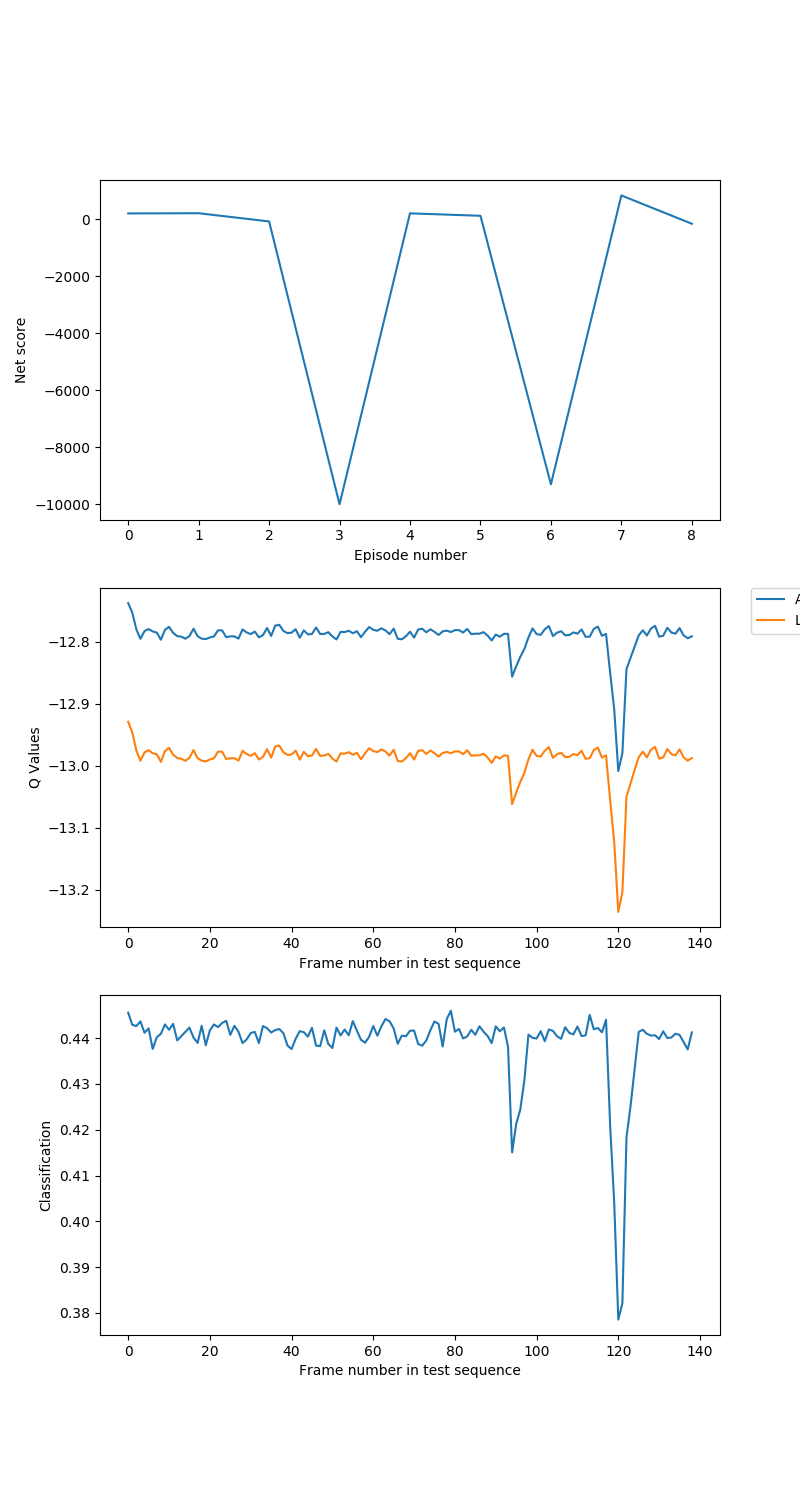 0
−2000
−4000
−6000
−8000
−10000
Net score
0 1 2 3 4 5 6 7 8
Episode number
A
L
−12.8
−12.9
−13.0
−13.1
−13.2
Q Values
0 20 40 60 80 100 120 140
Frame number in test sequence
0.44
0.43
0.42
0.41
0.40
0.39
0.38
Classification
0 20 40 60 80 100 120 140
Frame number in test sequence